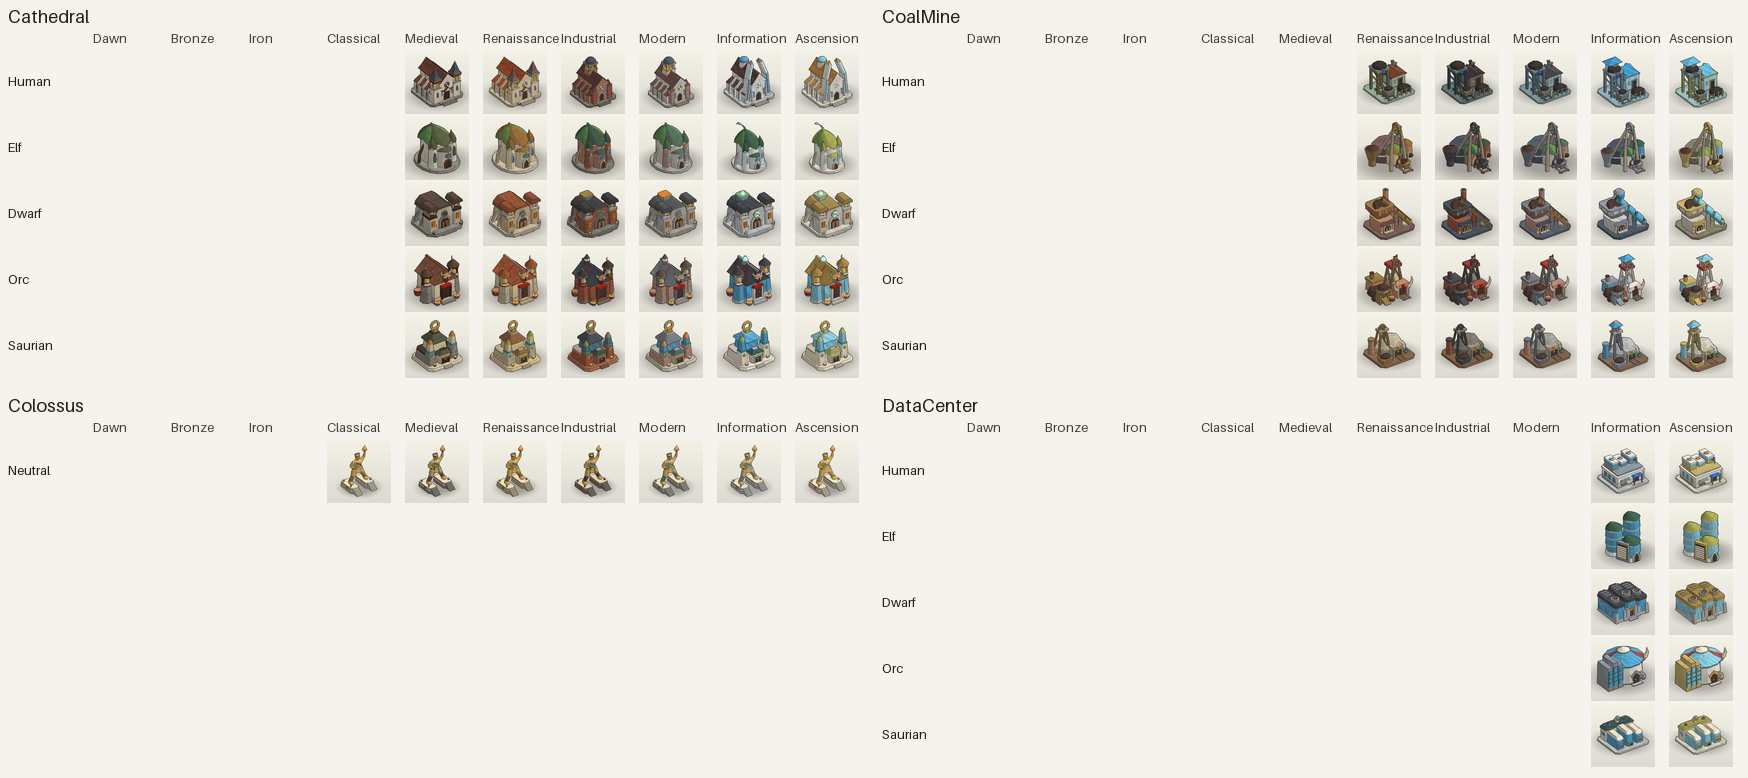 Cathedral
Dawn Bronze Iron Classical Medieval Renaissance Industrial Modern Information Ascension
Human
Elf
Dwarf
Orc
Saurian
CoalMine
Dawn Bronze Iron Classical Medieval Renaissance Industrial Modern Information Ascension
Human
Elf
Dwarf
Orc
Saurian
Colossus
Dawn Bronze Iron Classical Medieval Renaissance Industrial Modern Information Ascension
Neutral
DataCenter
Dawn Bronze Iron Classical Medieval Renaissance Industrial Modern Information Ascension
Human
Elf
Dwarf
Orc
Saurian